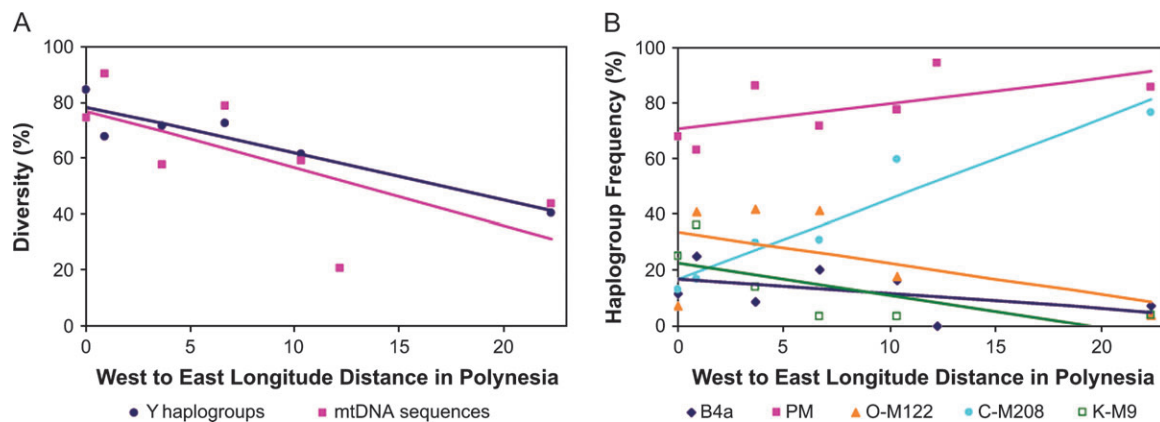 A
B
100
80
60
40
20
0
Diversity (%)
0 5 10 15 20
West to East Longitude Distance in Polynesia
Y haplogroups mtDNA sequences
100
80
60
40
20
0
Haplogroup Frequency (%)
0 5 10 15 20
West to East Longitude Distance in Polynesia
B4a PM O-M122 C-M208 K-M9